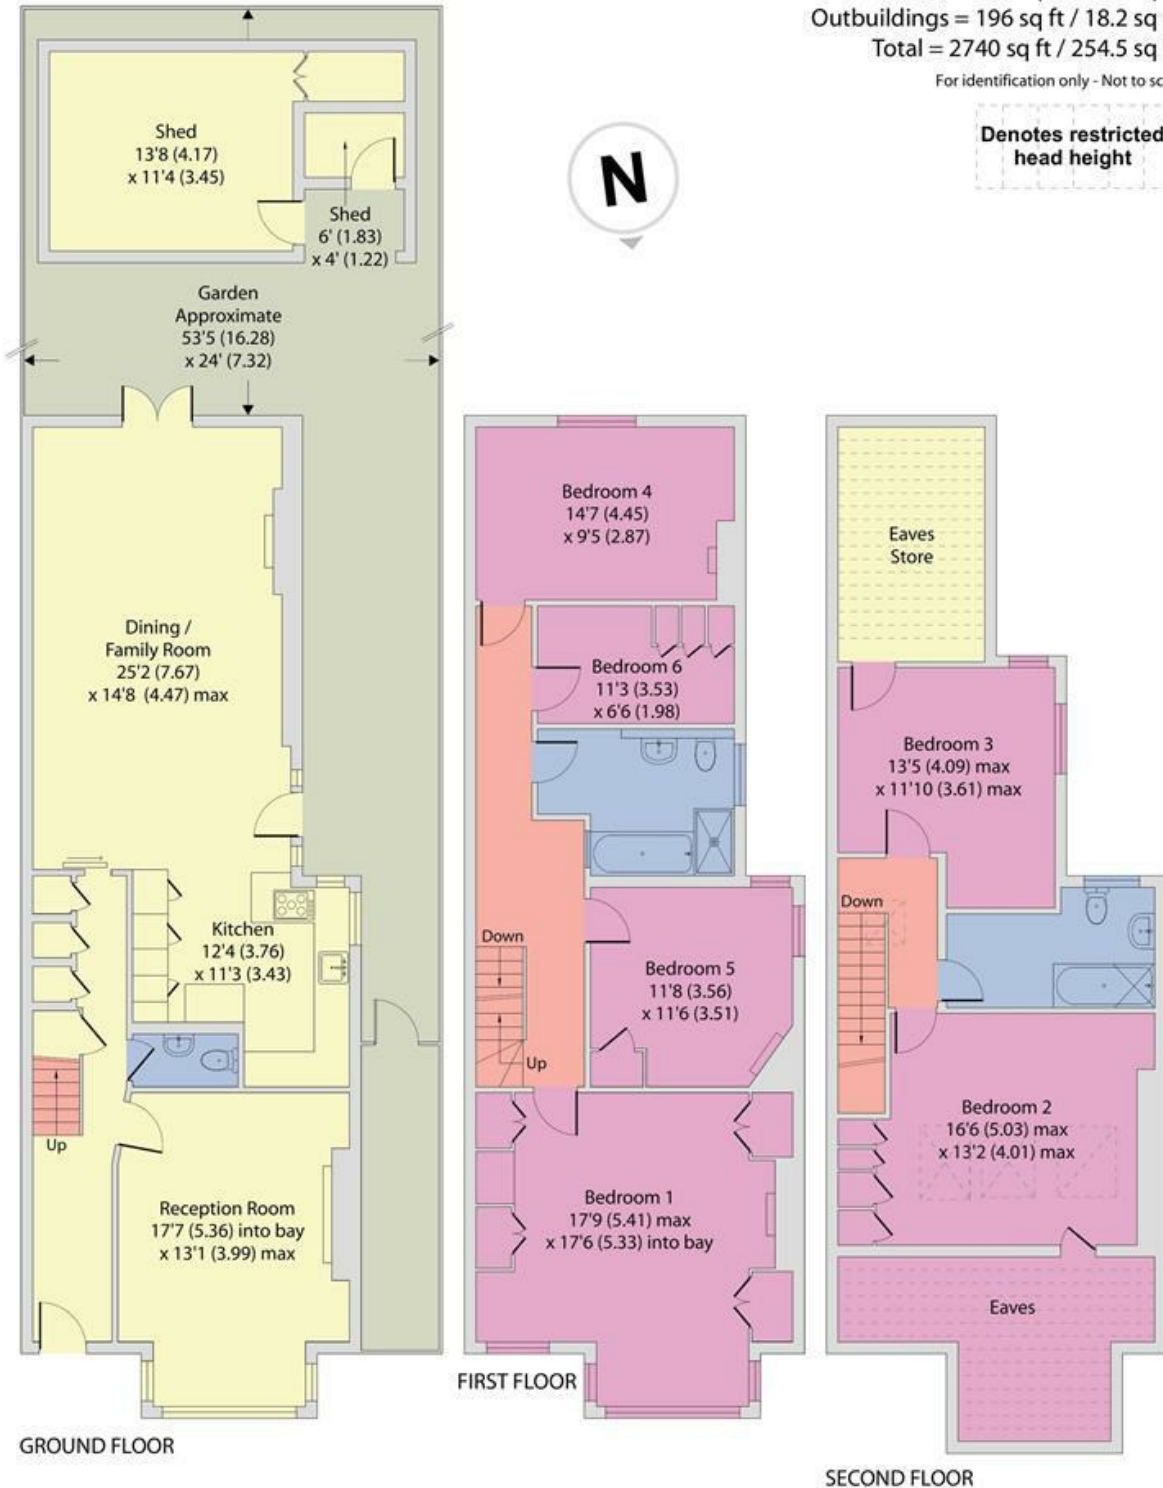 Outbuildings = 196 sq ft / 18.2 sq
Total = 2740 sq ft / 254.5 sq
For identification only - Not to sc
Denotes restricted
head height
N
Shed
13'8 (4.17)
x 11'4 (3.45)
Shed
6' (1.83)
x 4' (1.22)
Garden
Approximate
53'5 (16.28)
x 24' (7.32)
Dining /
Family Room
25'2 (7.67)
x 14'8 (4.47) max
Kitchen
12'4 (3.76)
x 11'3 (3.43)
Up
Reception Room
17'7 (5.36) into bay
x 13'1 (3.99) max
GROUND FLOOR
Bedroom 4
14'7 (4.45)
x 9'5 (2.87)
Bedroom 6
11'3 (3.53)
x 6'6 (1.98)
Down
Bedroom 5
11'8 (3.56)
x 11'6 (3.51)
Up
Bedroom 1
17'9 (5.41) max
x 17'6 (5.33) into bay
FIRST FLOOR
Eaves
Store
Bedroom 3
13'5 (4.09) max
x 11'10 (3.61) max
Down
Bedroom 2
16'6 (5.03) max
x 13'2 (4.01) max
Eaves
SECOND FLOOR